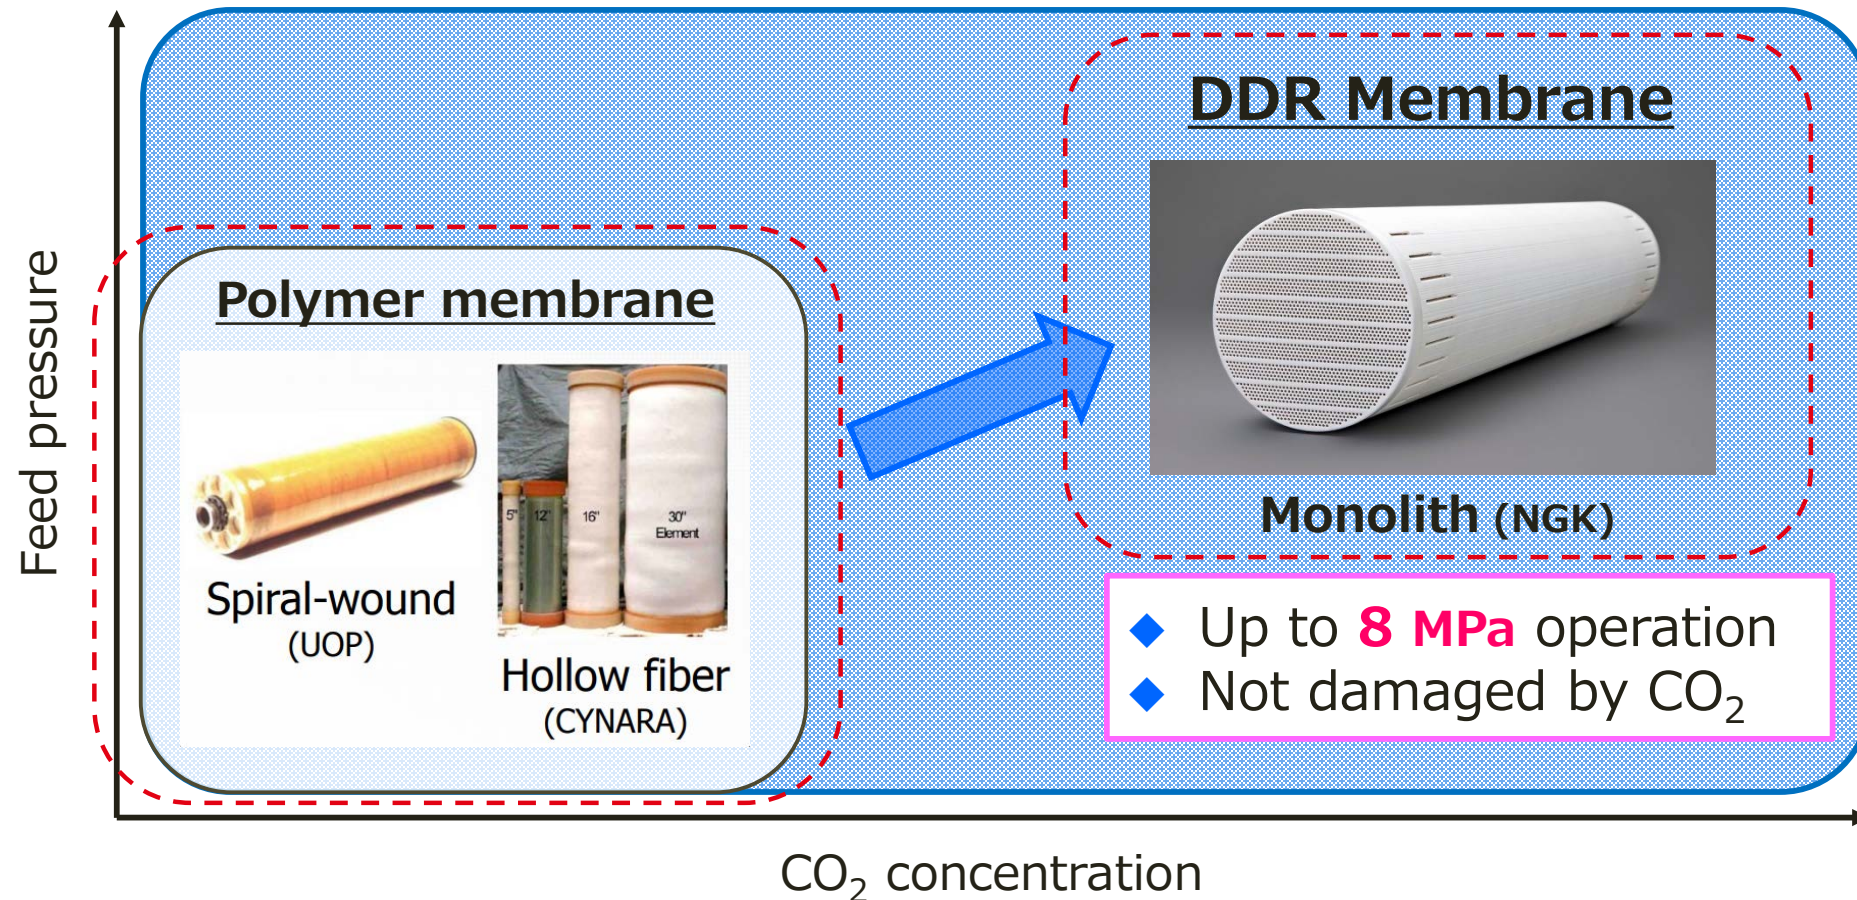 Feed pressure
Polymer membrane
Spiral-wound
(UOP)
5"
12"
16"
30"
Element
Hollow fiber
(CYNARA)
DDR Membrane
Monolith (NGK)
◆ Up to 8 MPa operation
◆ Not damaged by CO₂
CO₂ concentration